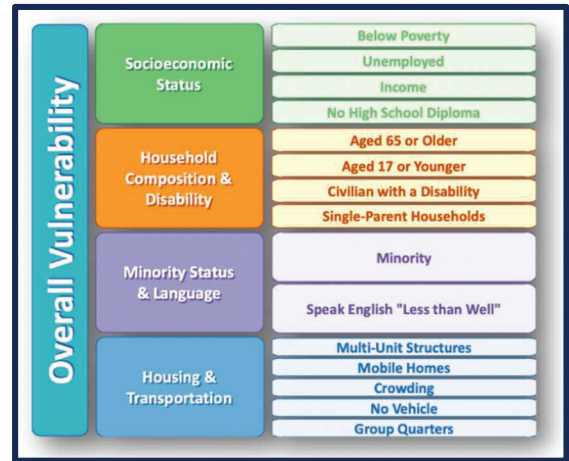 Overall Vulnerability
Socioeconomic
Status
Below Poverty
Unemployed
Income
No High School Diploma
Household
Composition &
Disability
Aged 65 or Older
Aged 17 or Younger
Civilian with a Disability
Single-Parent Households
Minority Status
& Language
Minority
Speak English "Less than Well"
Housing &
Transportation
Multi-Unit Structures
Mobile Homes
Crowding
No Vehicle
Group Quarters